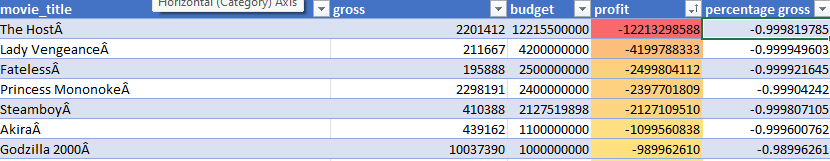 Horizontal (Category) Axis
movie_title gross budget profit percentage gross
The HostÂ 2201412 12215500000 -12213298588 -0.999819785
Lady VengeanceÂ 211667 4200000000 -4199788333 -0.999949603
FatelessÂ 195888 2500000000 -2499804112 -0.999921645
Princess MononokeÂ 2298191 2400000000 -2397701809 -0.99904242
SteamboyÂ 410388 2127519898 -2127109510 -0.999807105
AkiraÂ 439162 1100000000 -1099560838 -0.999600762
Godzilla 2000Â 10037390 1000000000 -989962610 -0.98996261